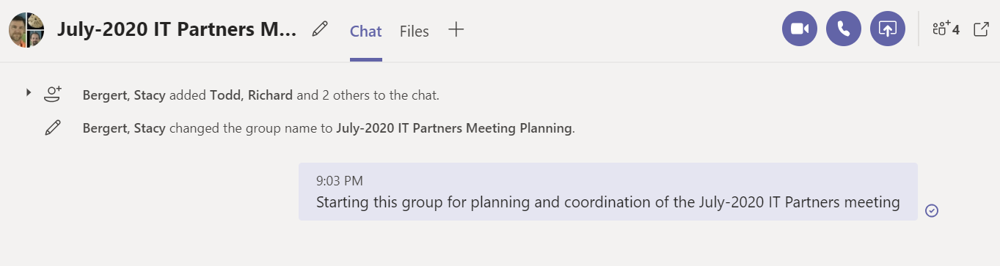 July-2020 IT Partners M... Chat Files 4
Bergert, Stacy added Todd, Richard and 2 others to the chat.
Bergert, Stacy changed the group name to July-2020 IT Partners Meeting Planning.
9:03 PM
Starting this group for planning and coordination of the July-2020 IT Partners meeting